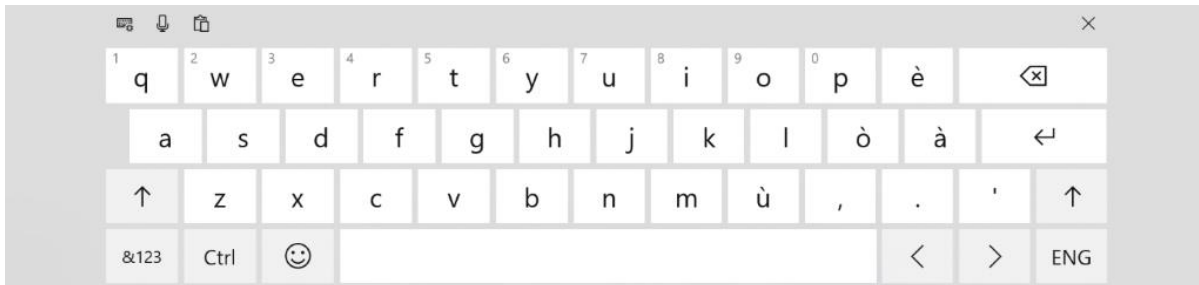 1 q 2 w 3 e 4 r 5 t 6 y 7 u 8 i 9 o 0 p è
a s d f g h j k l ò à
z x c v b n m ù , . '
&123 Ctrl < > ENG